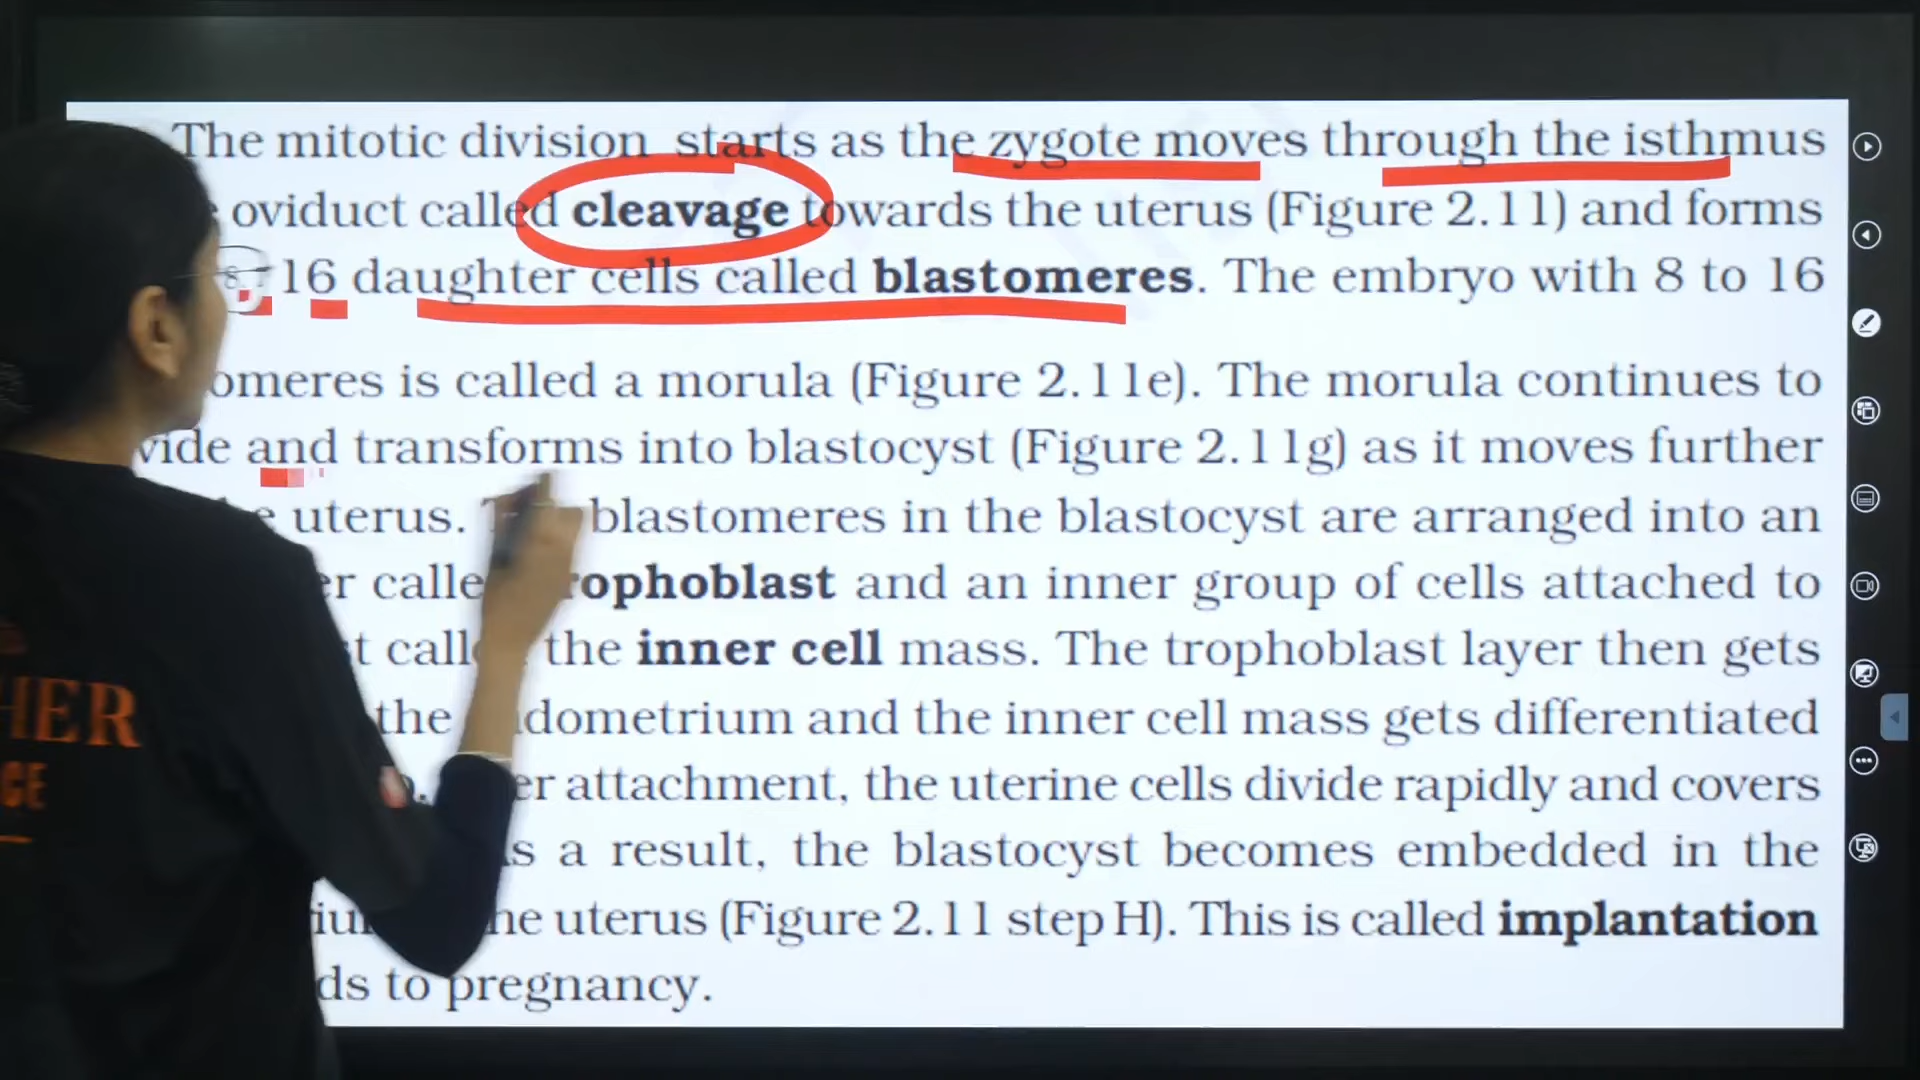 The mitotic division starts as the zygote moves through the isthmus
oviduct called cleavage towards the uterus (Figure 2.11) and forms
8, 16 daughter cells called blastomeres. The embryo with 8 to 16
omeres is called a morula (Figure 2.11e). The morula continues to
vide and transforms into blastocyst (Figure 2.11g) as it moves further
uterus. blastomeres in the blastocyst are arranged into an
er calle rophoblast and an inner group of cells attached to
t call the inner cell mass. The trophoblast layer then gets
the dometrium and the inner cell mass gets differentiated
er attachment, the uterine cells divide rapidly and covers
s a result, the blastocyst becomes embedded in the
iu he uterus (Figure 2.11 step H). This is called implantation
ds to pregnancy.
HER
GE